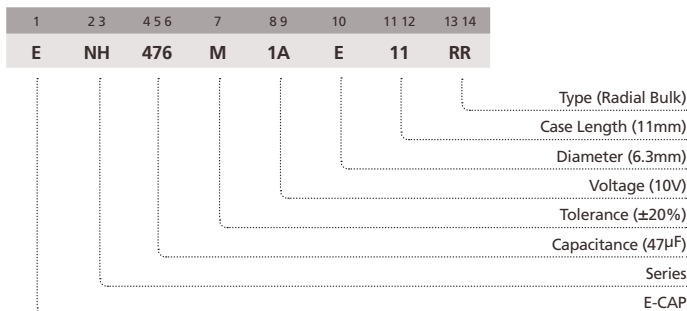 1 2 3 4 5 6 7 8 9 10 11 12 13 14
E NH 476 M 1A E 11 RR
Type (Radial Bulk)
Case Length (11mm)
Diameter (6.3mm)
Voltage (10V)
Tolerance (±20%)
Capacitance (47µF)
Series
E-CAP